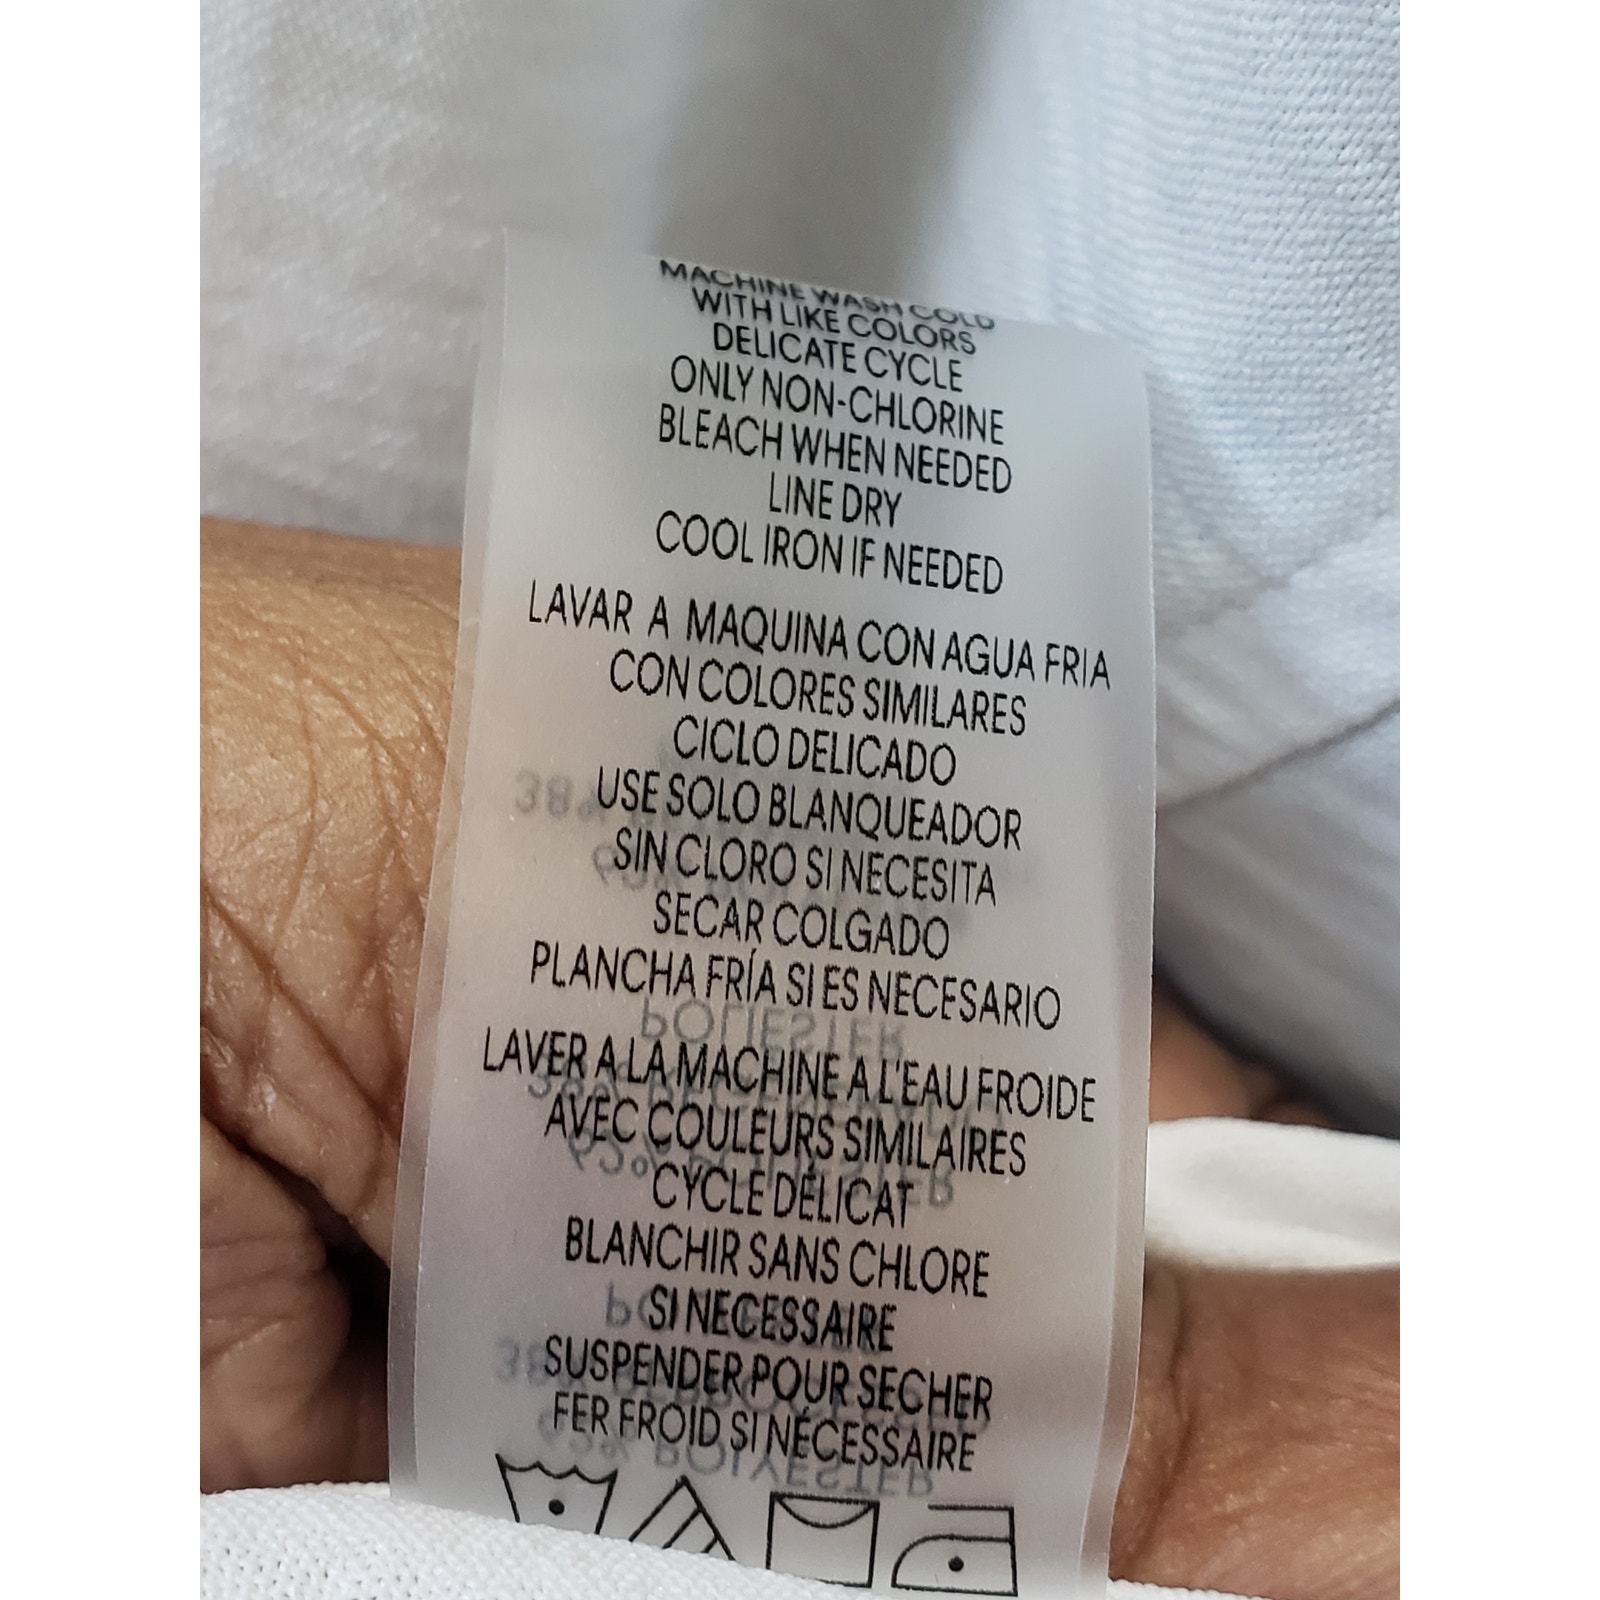 MACHINE WASH COLD
WITH LIKE COLORS
DELICATE CYCLE
ONLY NON-CHLORINE
BLEACH WHEN NEEDED
LINE DRY
COOL IRON IF NEEDED
LAVAR A MAQUINA CON AGUA FRIA
CON COLORES SIMILARES
CICLO DELICADO
USE SOLO BLANQUEADOR
SIN CLORO SI NECESITA
SECAR COLGADO
PLANCHA FRÍA SI ES NECESARIO
LAVER A LA MACHINE A L'EAU FROIDE
AVEC COULEURS SIMILAIRES
CYCLE DÉLICAT
BLANCHIR SANS CHLORE
SI NECESSAIRE
SUSPENDER POUR SECHER
FER FROID SI NÉCESSAIRE